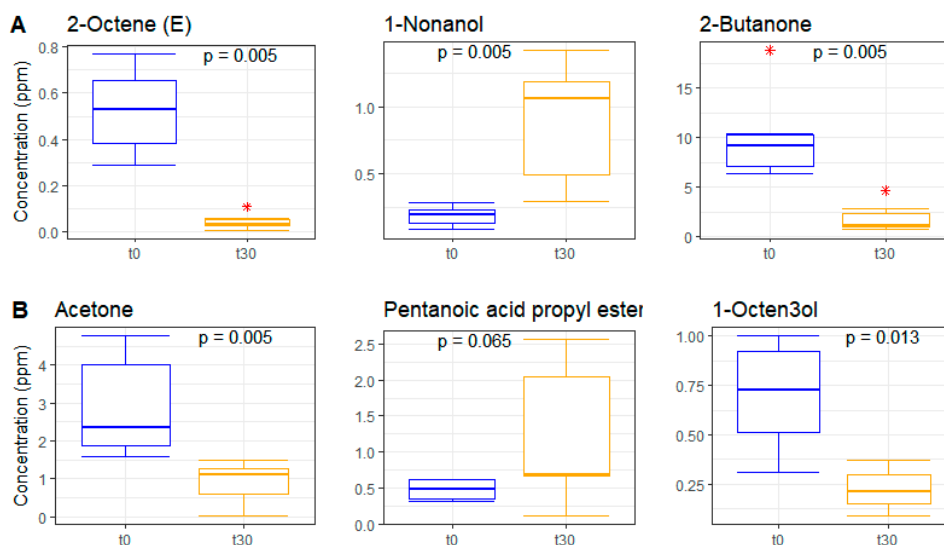 A 2-Octene (E) 1-Nonanol 2-Butanone
p = 0.005 p = 0.005 p = 0.005
Concentration (ppm)
0.8
0.6
0.4
0.2
0.0
t0 t30
1.0
0.5
t0 t30
15
10
5
0
t0 t30
B Acetone Pentanoic acid propyl ester 1-Octen3ol
p = 0.005 p = 0.065 p = 0.013
Concentration (ppm)
4
3
2
1
0
t0 t30
2.5
2.0
1.5
1.0
0.5
0.0
t0 t30
1.00
0.75
0.50
0.25
t0 t30